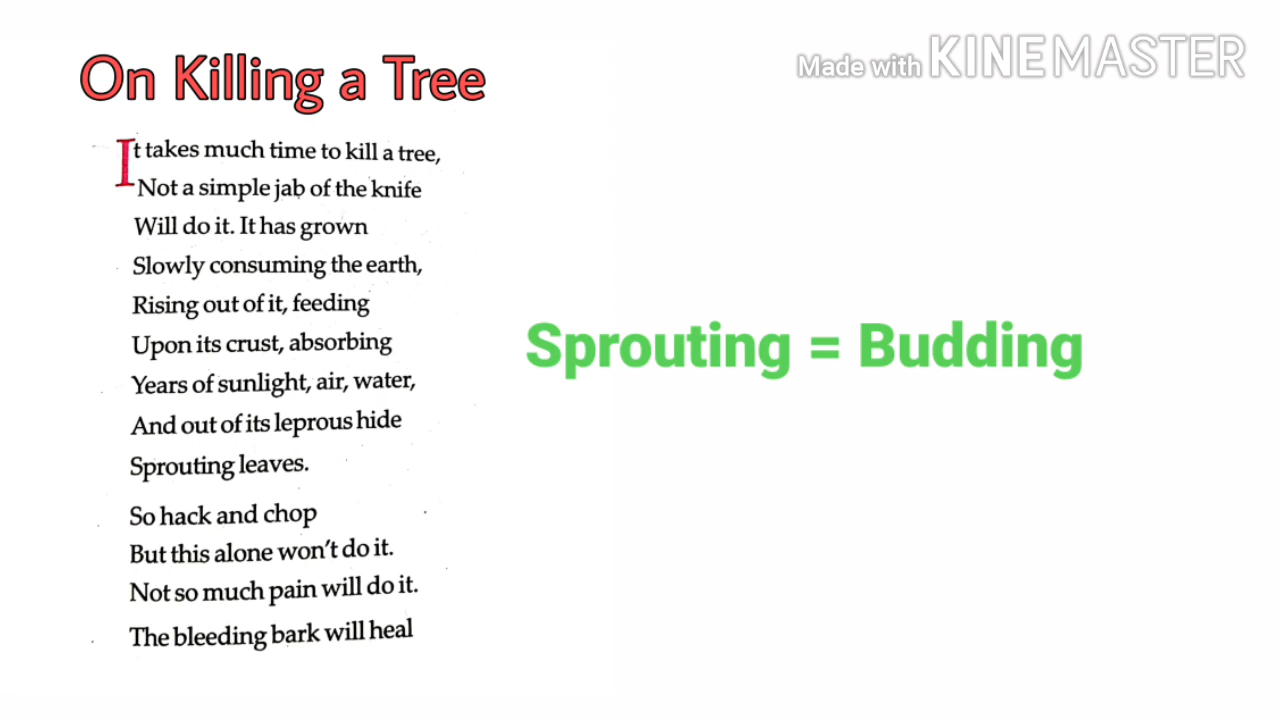 On Killing a Tree
Made with KINEMASTER
It takes much time to kill a tree,
Not a simple jab of the knife
Will do it. It has grown
Slowly consuming the earth,
Rising out of it, feeding
Upon its crust, absorbing
Years of sunlight, air, water,
And out of its leprous hide
Sprouting leaves.
So hack and chop
But this alone won't do it.
Not so much pain will do it.
The bleeding bark will heal
Sprouting = Budding